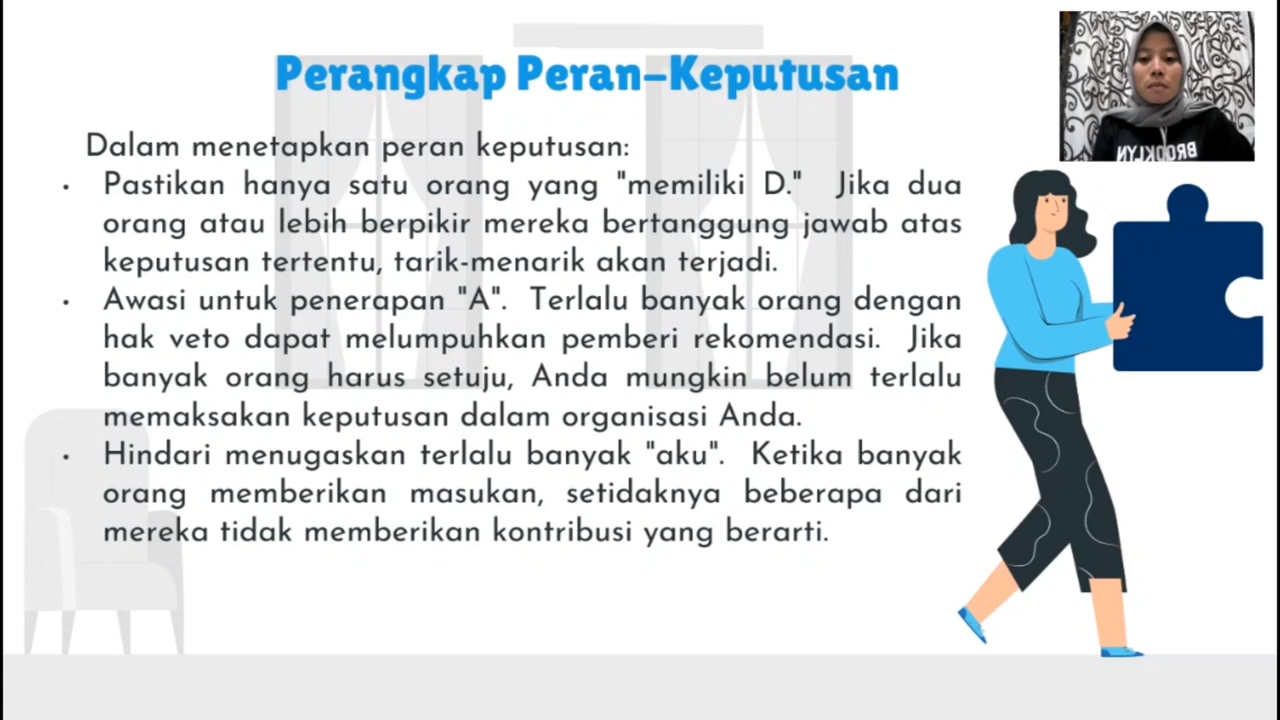 Perangkap Peran-Keputusan
Dalam menetapkan peran keputusan:
• Pastikan hanya satu orang yang "memiliki D." Jika dua
orang atau lebih berpikir mereka bertanggung jawab atas
keputusan tertentu, tarik-menarik akan terjadi.
• Awasi untuk penerapan "A". Terlalu banyak orang dengan
hak veto dapat melumpuhkan pemberi rekomendasi. Jika
banyak orang harus setuju, Anda mungkin belum terlalu
memaksakan keputusan dalam organisasi Anda.
• Hindari menugaskan terlalu banyak "aku". Ketika banyak
orang memberikan masukan, setidaknya beberapa dari
mereka tidak memberikan kontribusi yang berarti.
BROOKLYN